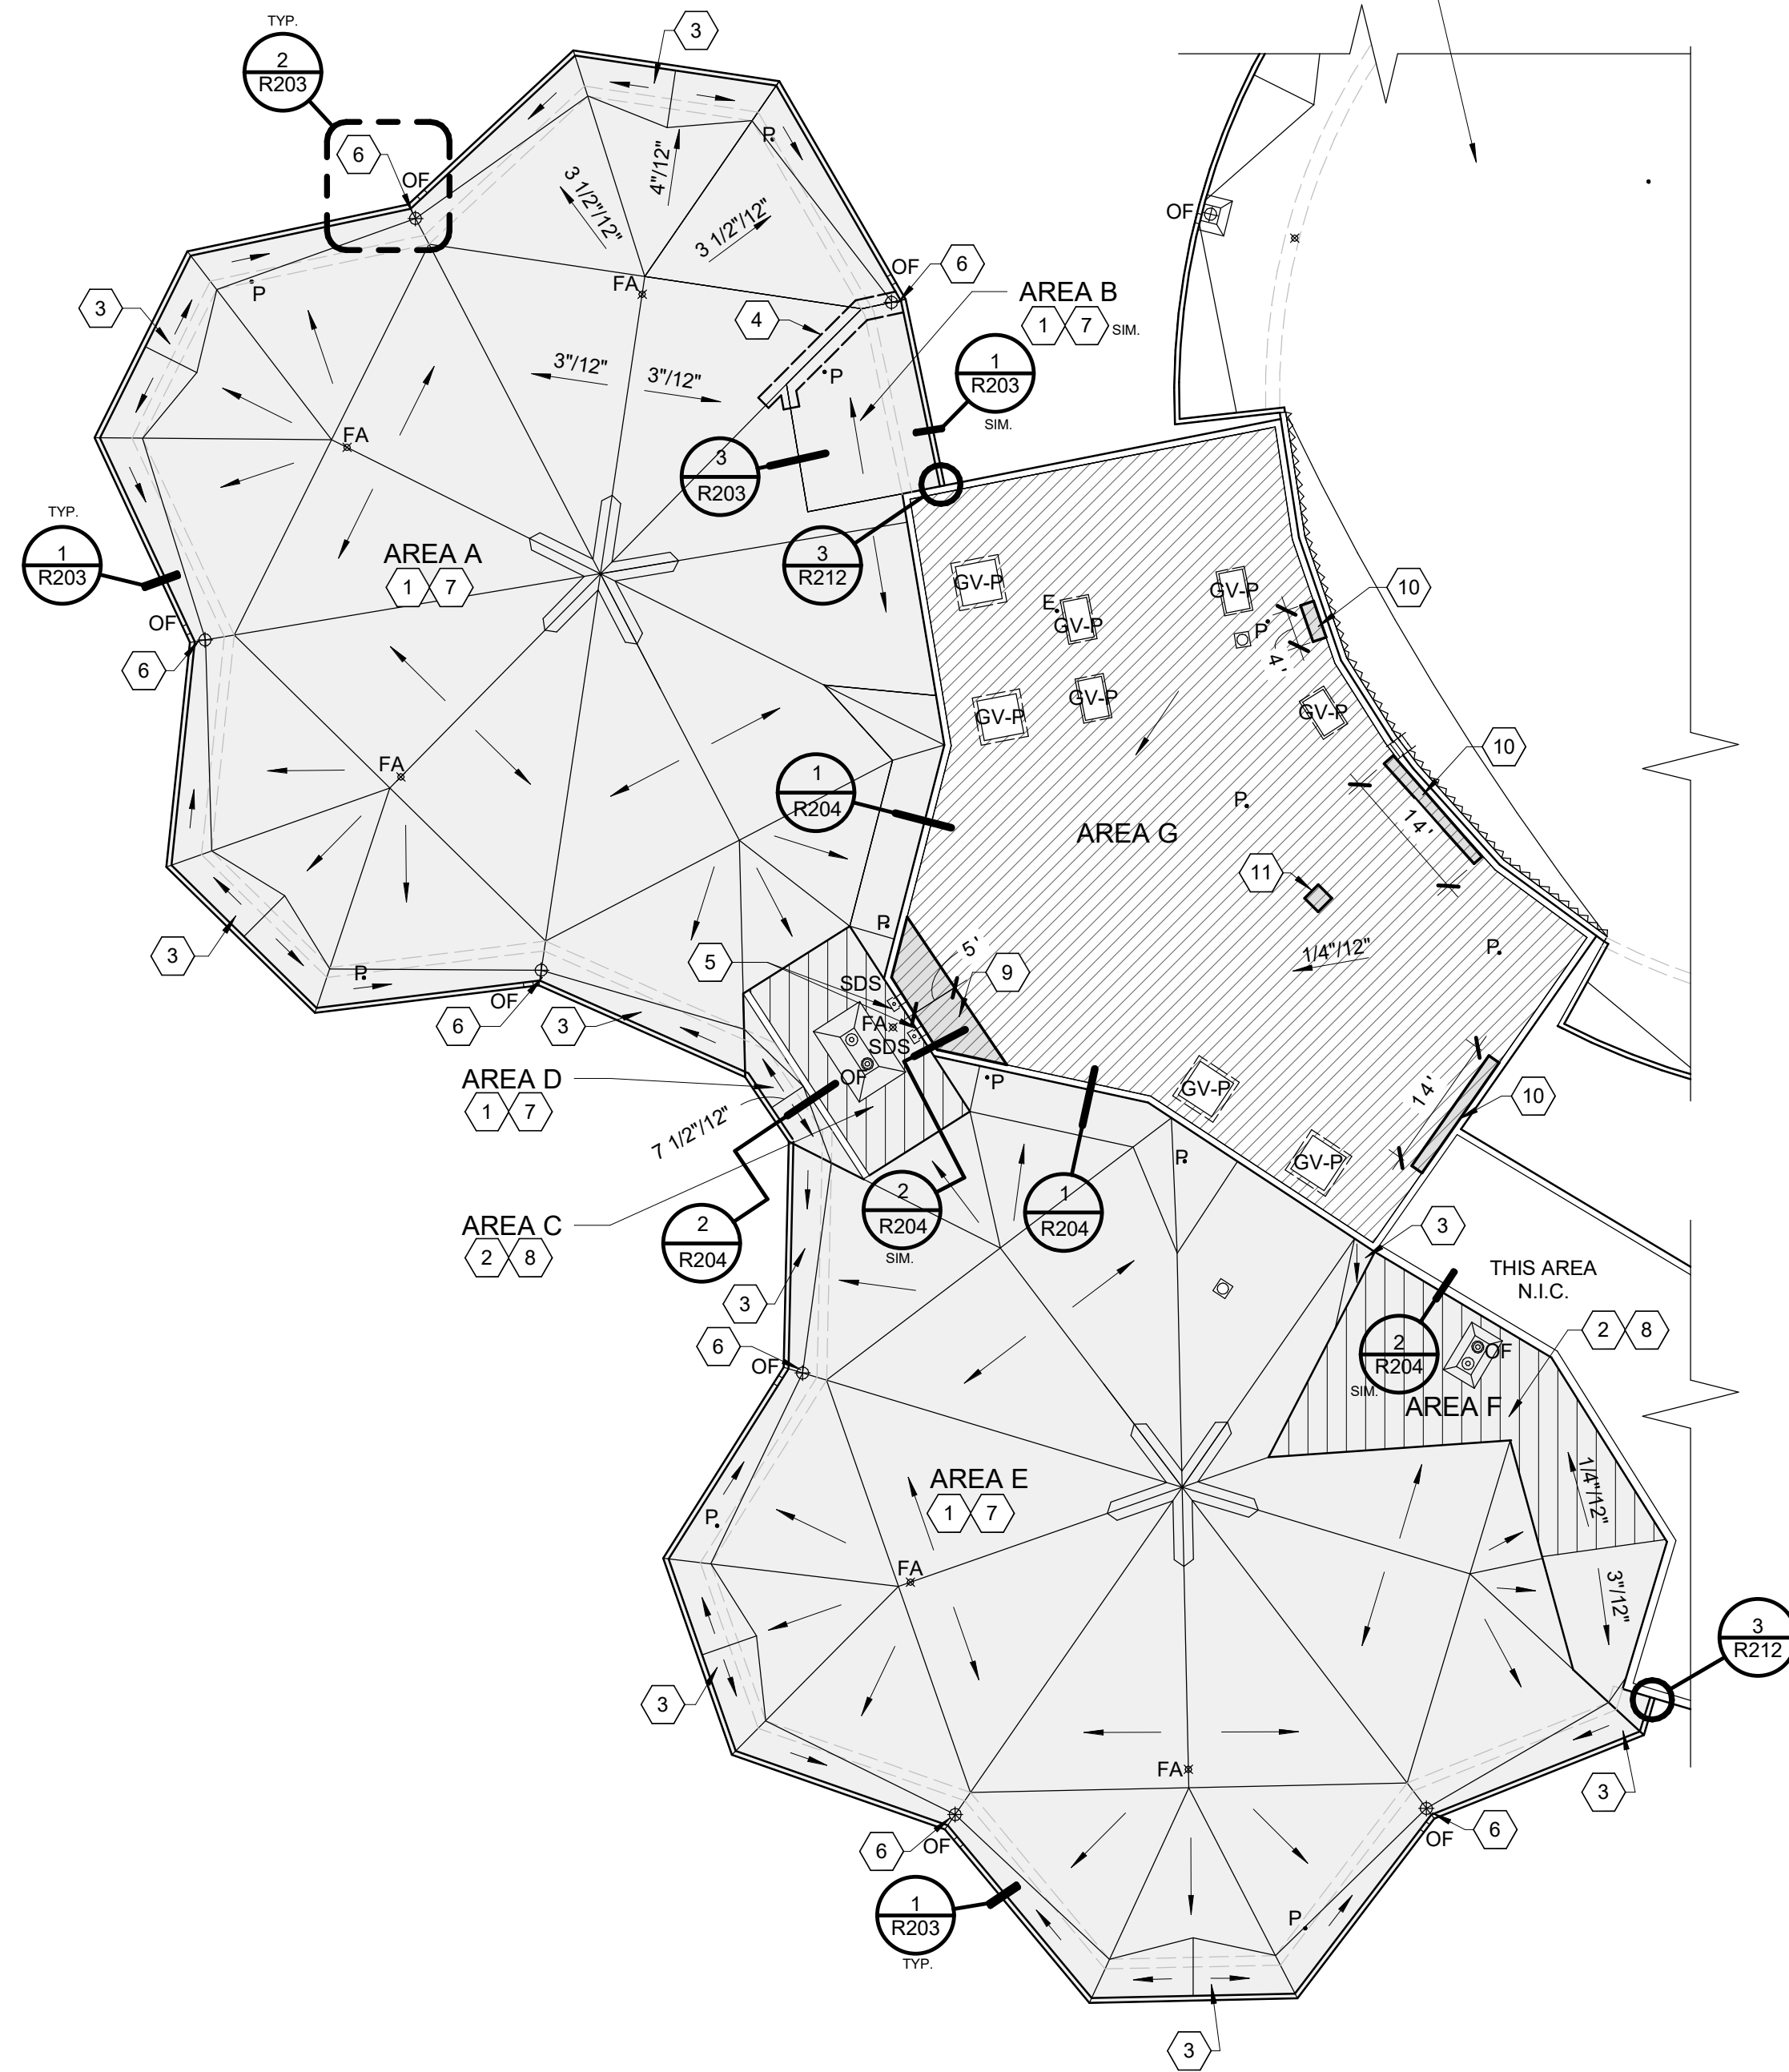 TYP.
2
R203
3
6
OF
P
4"/12"
3 1/2"/12"
3 1/2"/12"
OF
3
P
FA
OF
6
AREA B
1
7
SIM.
4
3"/12"
3"/12"
P
1
R203
SIM.
FA
3
R203
TYP.
1
R203
AREA A
1
7
3
R212
OF
6
GV-P
E
GV-P
GV-P
P
4'
10
GV-P
GV-P
GV-P
10
FA
1
R204
P
14'
AREA G
11
3
P
5
P
SDS
5'
9
1/4"/12"
P
OF
6
3
FA
SDS
OF
AREA D
1
7
P
GV-P
14'
10
7 1/2"/12"
P
GV-P
2
R204
SIM.
1
R204
AREA C
2
8
2
R204
3
3
THIS AREA
N.I.C.
6
OF
2
R204
SIM.
OF
2
8
AREA F
AREA E
1
7
1/4"/12"
P
FA
3"/12"
3
3
R212
FA
3
6
OF
OF
6
1
R203
TYP.
P
3